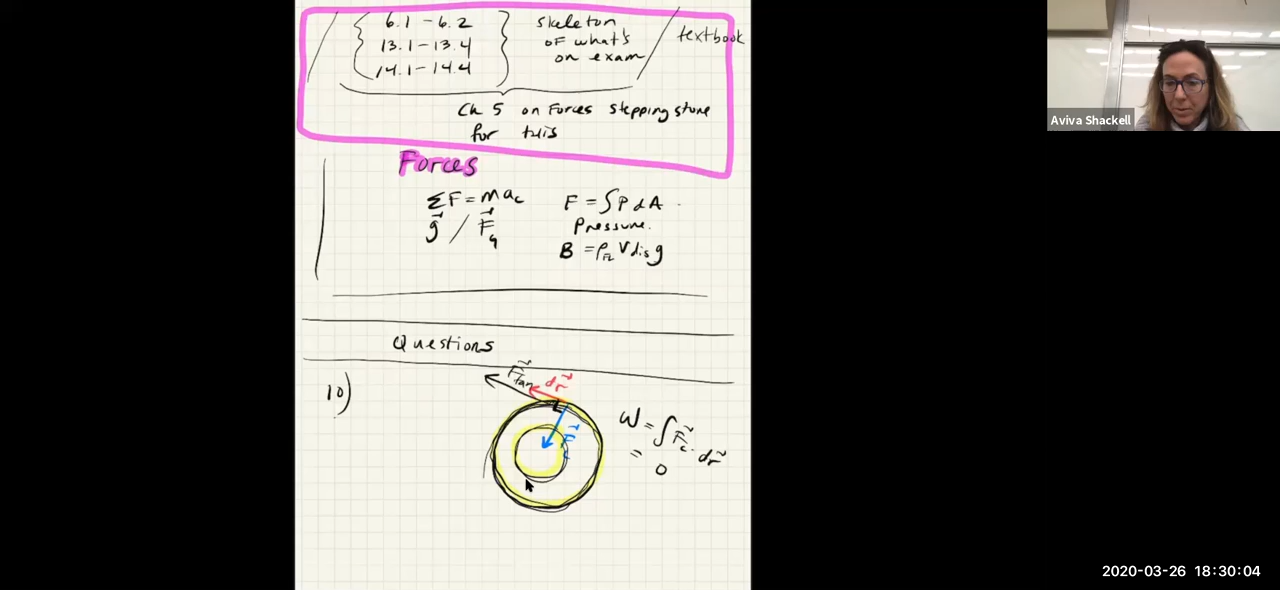 6.1 - 6.2
13.1 - 13.4
14.1 - 14.4
skeleton
of what's
on exam
textbook
Ch 5 on Forces stepping stone
for this
Forces
ΣF = mac
g / Fg
F = ∫P dA
Pressure.
B = ρFL Vdis g
Questions
10)
Ftan
dr
Fc
W = ∫Fc · dr
= 0
Aviva Shackell
2020-03-26 18:30:04